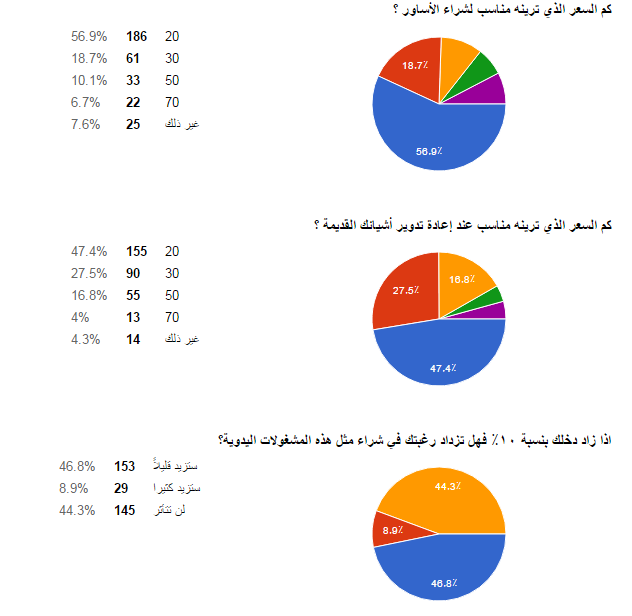 كم السعر الذي ترينه مناسب لشراء الأساور ؟
20 186 56.9%
30 61 18.7%
50 33 10.1%
70 22 6.7%
غير ذلك 25 7.6%
18.7٪
56.9٪
كم السعر الذي ترينه مناسب عند إعادة تدوير أشيائك القديمة ؟
20 155 47.4%
30 90 27.5%
50 55 16.8%
70 13 4%
غير ذلك 14 4.3%
16.8٪
27.5٪
47.4٪
اذا زاد دخلك بنسبة ١٠٪ فهل تزداد رغبتك في شراء مثل هذه المشغولات اليدوية؟
ستزيد قليلاً 153 46.8%
ستزيد كثيرا 29 8.9%
لن تتأثر 145 44.3%
44.3٪
8.9٪
46.8٪